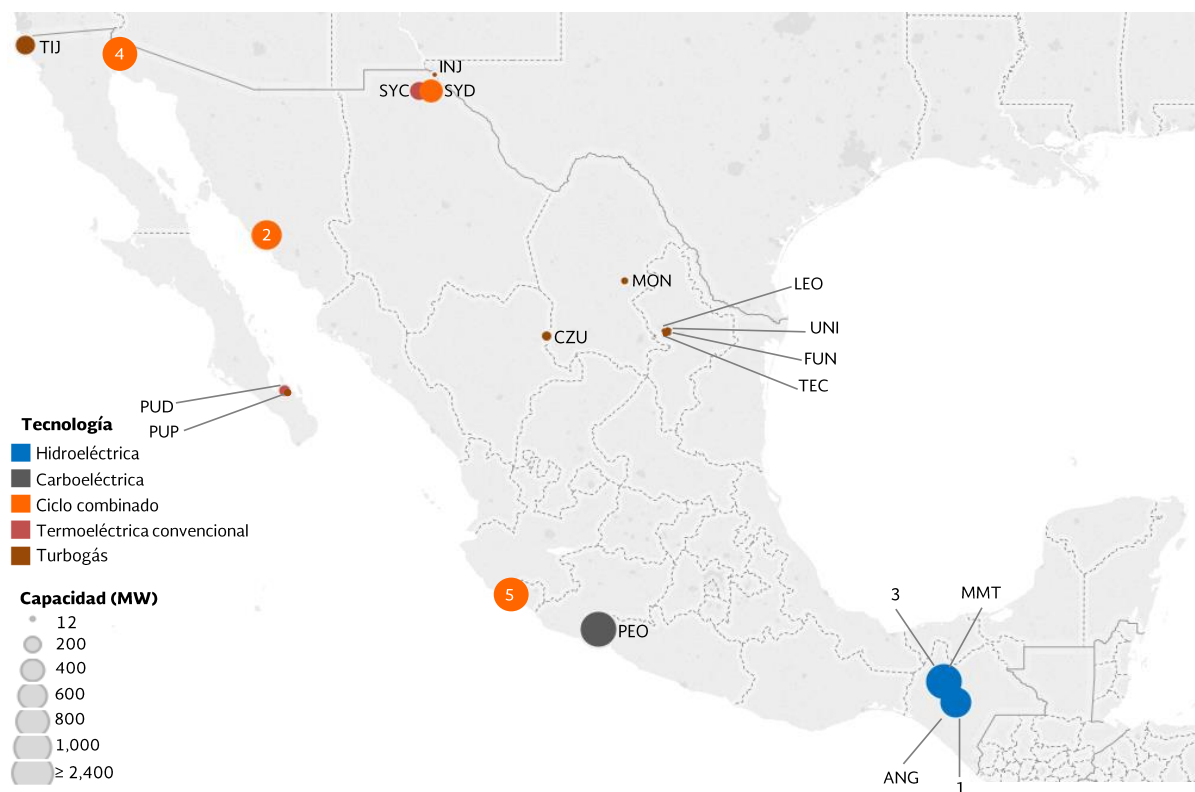 TIJ
4
INJ
SYC
SYD
2
MON
LEO
UNI
CZU
FUN
TEC
PUD
PUP
Tecnología
Hidroeléctrica
Carboeléctrica
Ciclo combinado
Termoeléctrica convencional
Turbogás
Capacidad (MW)
12
200
400
600
800
1,000
≥ 2,400
5
PEO
3
MMT
ANG
1